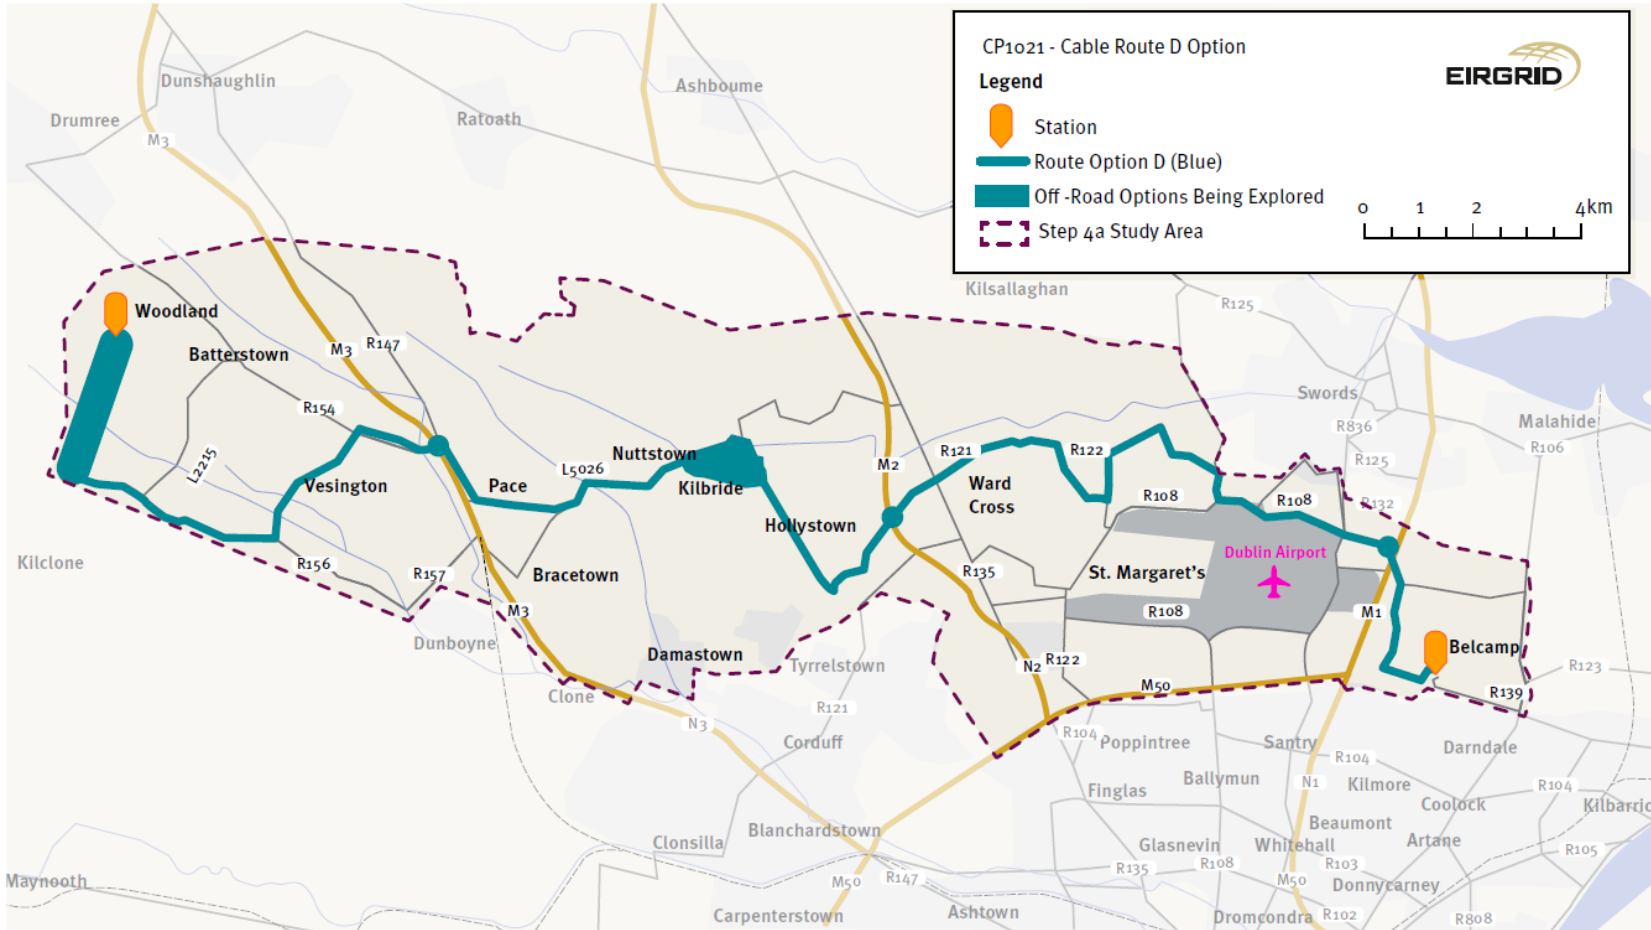 CP1021 - Cable Route D Option
EIRGRID
Legend
Station
Route Option D (Blue)
Off -Road Options Being Explored
Step 4a Study Area
0 1 2 4km
Dunshaughlin
Ashboume
Drumree
Ratoath
M3
Kilsallaghan
R125
Woodland
Batterstown
M3
R147
Swords
R154
Malahide
R836
R106
Nuttstown
R121
R122
R125
L2215
L5026
M2
Vesington
Pace
Kilbride
Ward
Cross
R108
R108
R132
Hollystown
Dublin Airport
Kilclone
R156
R157
Bracetown
R135
St. Margaret's
M3
R108
M1
Dunboyne
Damastown
Tyrrelstown
N2
R122
Belcamp
R123
Clone
M50
R139
R121
N3
Corduff
R104
Poppintree
Santry
Darndale
R104
Ballymun
N1
Kilmore
R104
Finglas
Coolock
Kilbarric
Blanchardstown
Beaumont
Clonsilla
Glasnevin
Whitehall
Artane
R105
Maynooth
M50
R147
R135
R108
R103
M50
Donnycarney
Carpenterstown
Ashtown
Dromcondra
R102
R808